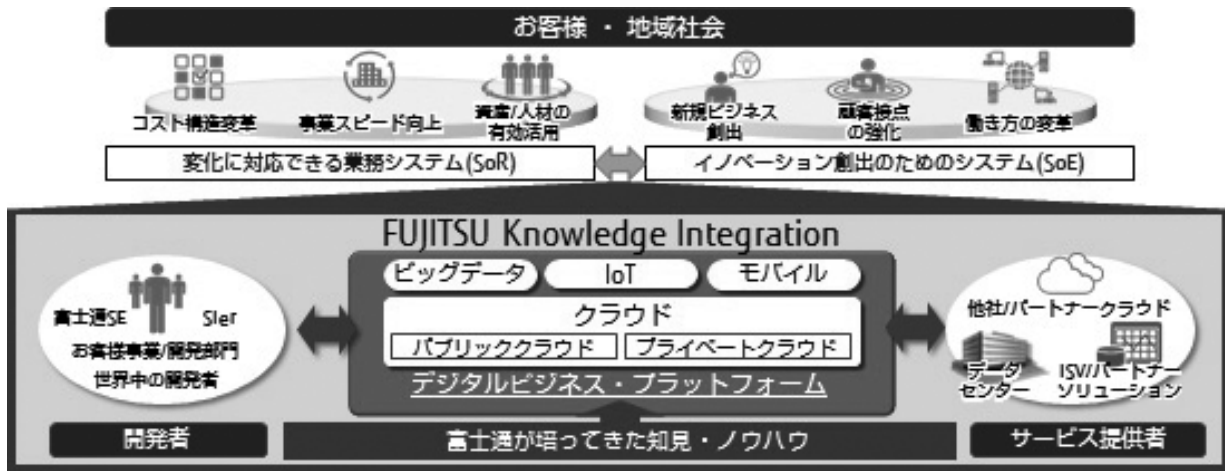 お客様 ・ 地域社会
コスト構造変革
事業スピード向上
資産/人材の
有効活用
新規ビジネス
創出
顧客接点
の強化
働き方の変革
変化に対応できる業務システム(SoR)
イノベーション創出のためのシステム(SoE)
FUJITSU Knowledge Integration
ビッグデータ
IoT
モバイル
クラウド
パブリッククラウド
プライベートクラウド
デジタルビジネス・プラットフォーム
富士通SE
SIer
お客様事業/開発部門
世界中の開発者
他社/パートナークラウド
データ
センター
ISV/パートナー
ソリューション
開発者
富士通が培ってきた知見・ノウハウ
サービス提供者